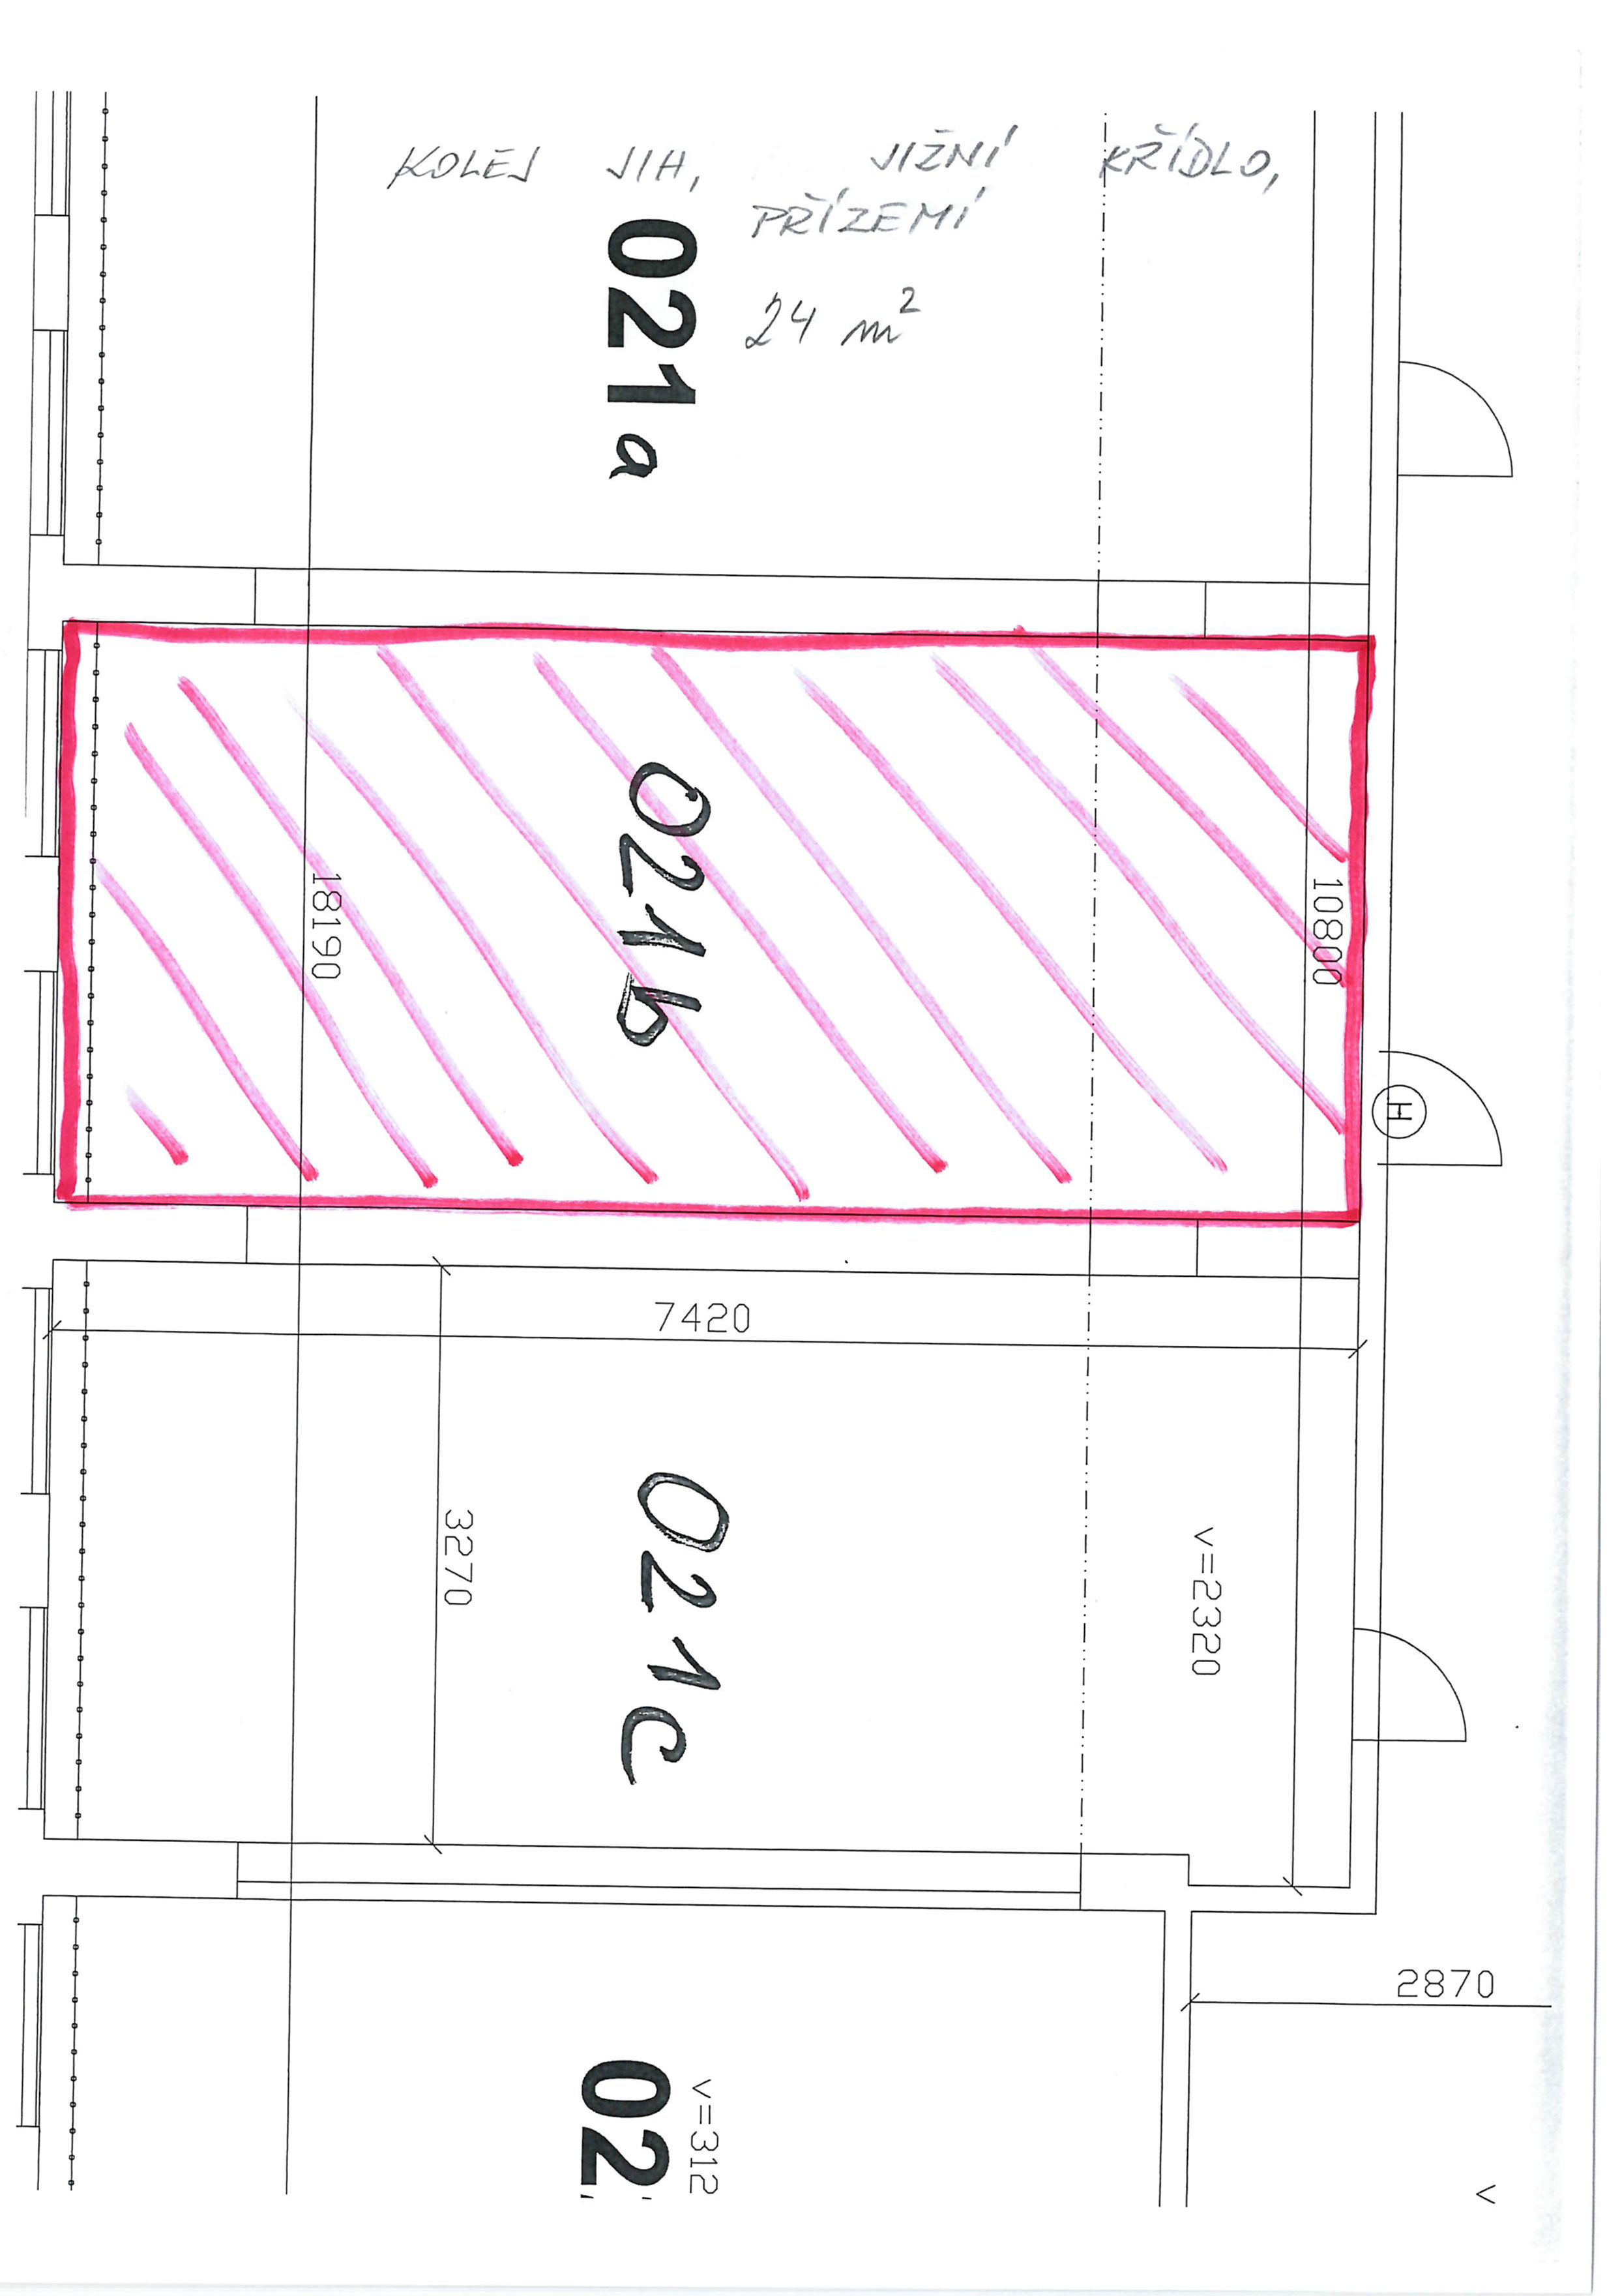 KOLEJ JIH, JIŽNÍ KŘÍDLO,
PŘÍZEMÍ
24 m²
021a
021b
18190
10800
H
7420
021c
3270
v=2320
2870
02
v=312
v